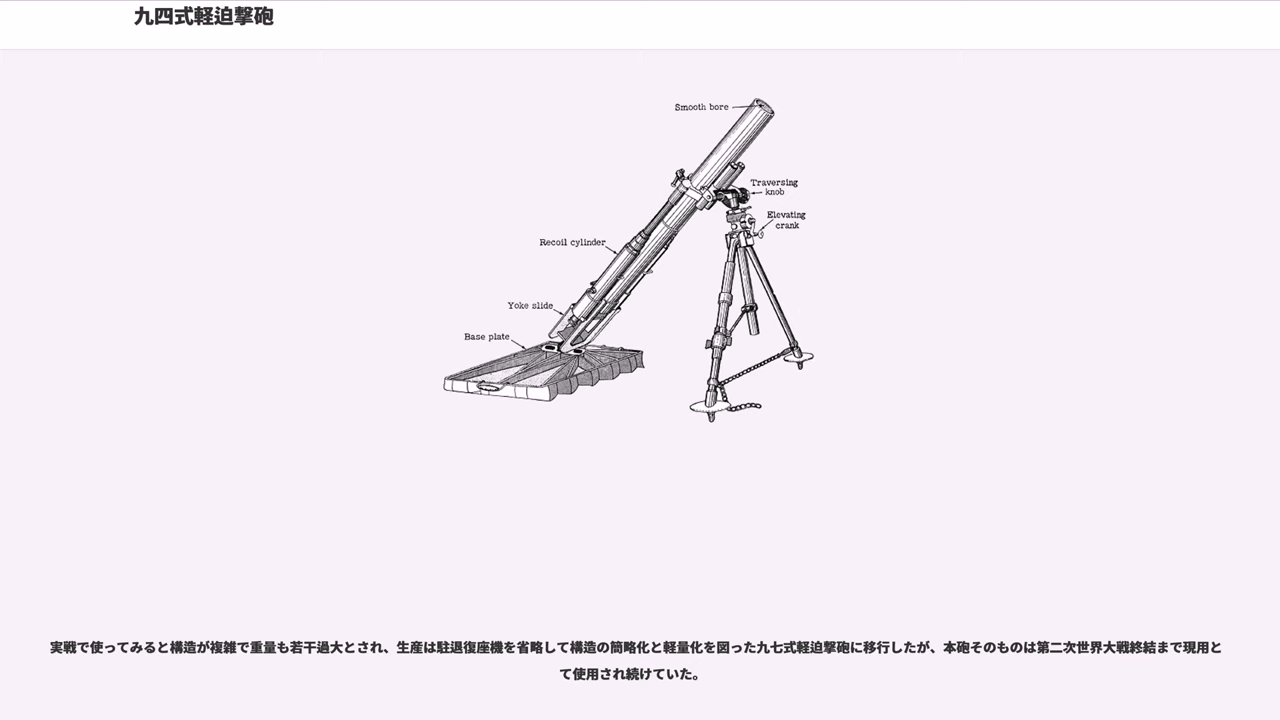 九四式軽迫撃砲
Smooth bore
Traversing
knob
Elevating
crank
Recoil cylinder
Yoke slide
Base plate
実戦で使ってみると構造が複雑で重量も若干過大とされ、生産は駐退復座機を省略して構造の簡略化と軽量化を図った九七式軽迫撃砲に移行したが、本砲そのものは第二次世界大戦終結まで現用と
て使用され続けていた。